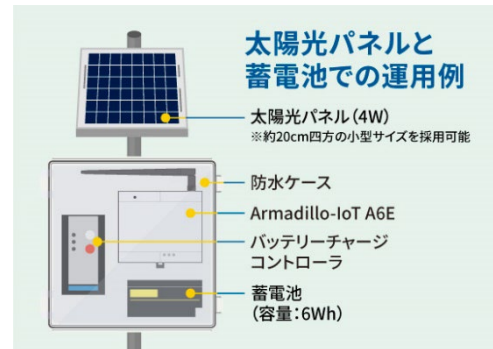 太陽光パネルと
蓄電池での運用例
太陽光パネル（4W）
※約20cm四方の小型サイズを採用可能
防水ケース
Armadillo-IoT A6E
バッテリーチャージ
コントローラ
蓄電池
（容量：6Wh）